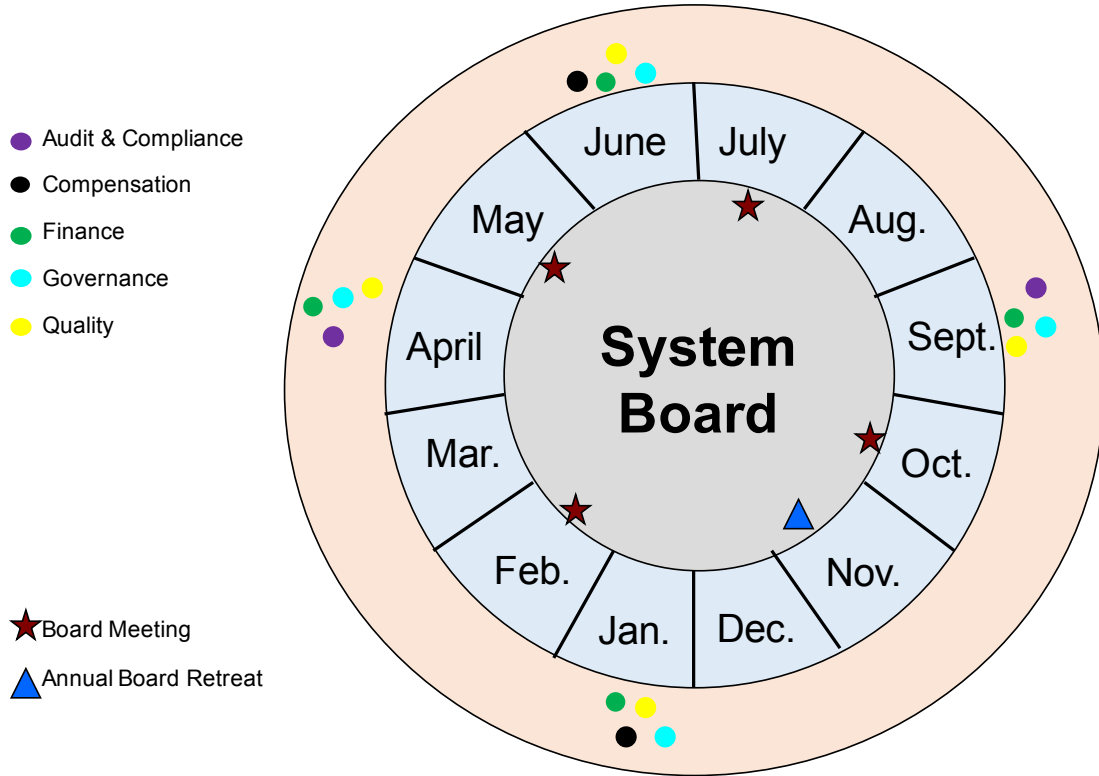 Audit & Compliance
Compensation
Finance
Governance
Quality
Board Meeting
Annual Board Retreat
June
July
May
Aug.
April
Sept.
Mar.
Oct.
Feb.
Nov.
Jan.
Dec.
System
Board